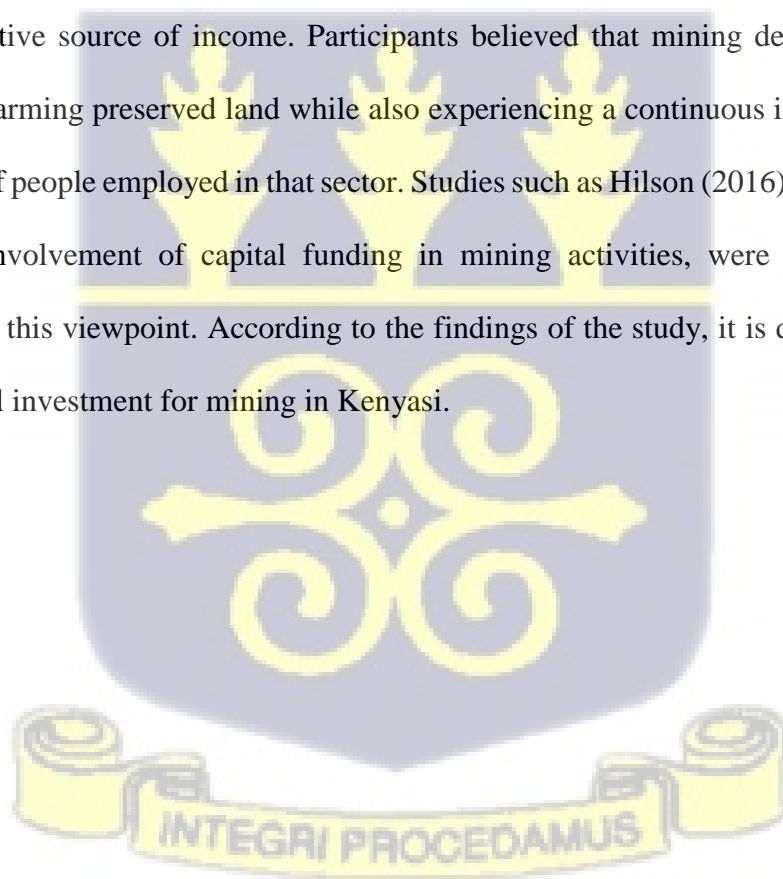 tive source of income. Participants believed that mining de
arming preserved land while also experiencing a continuous i
f people employed in that sector. Studies such as Hilson (2016)
nvolvement of capital funding in mining activities, were
this viewpoint. According to the findings of the study, it is
l investment for mining in Kenyasi.
INTEGRI PROCEDAMUS